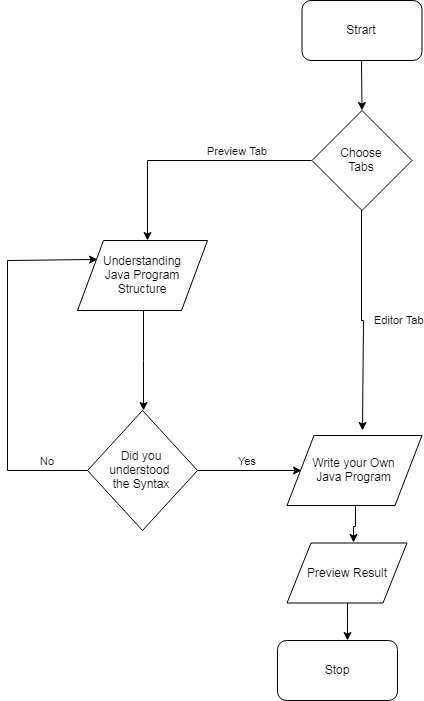 Strart
Choose
Tabs
Preview Tab
Understanding
Java Program
Structure
Editor Tab
Did you
understood
the Syntax
No
Yes
Write your Own
Java Program
Preview Result
Stop